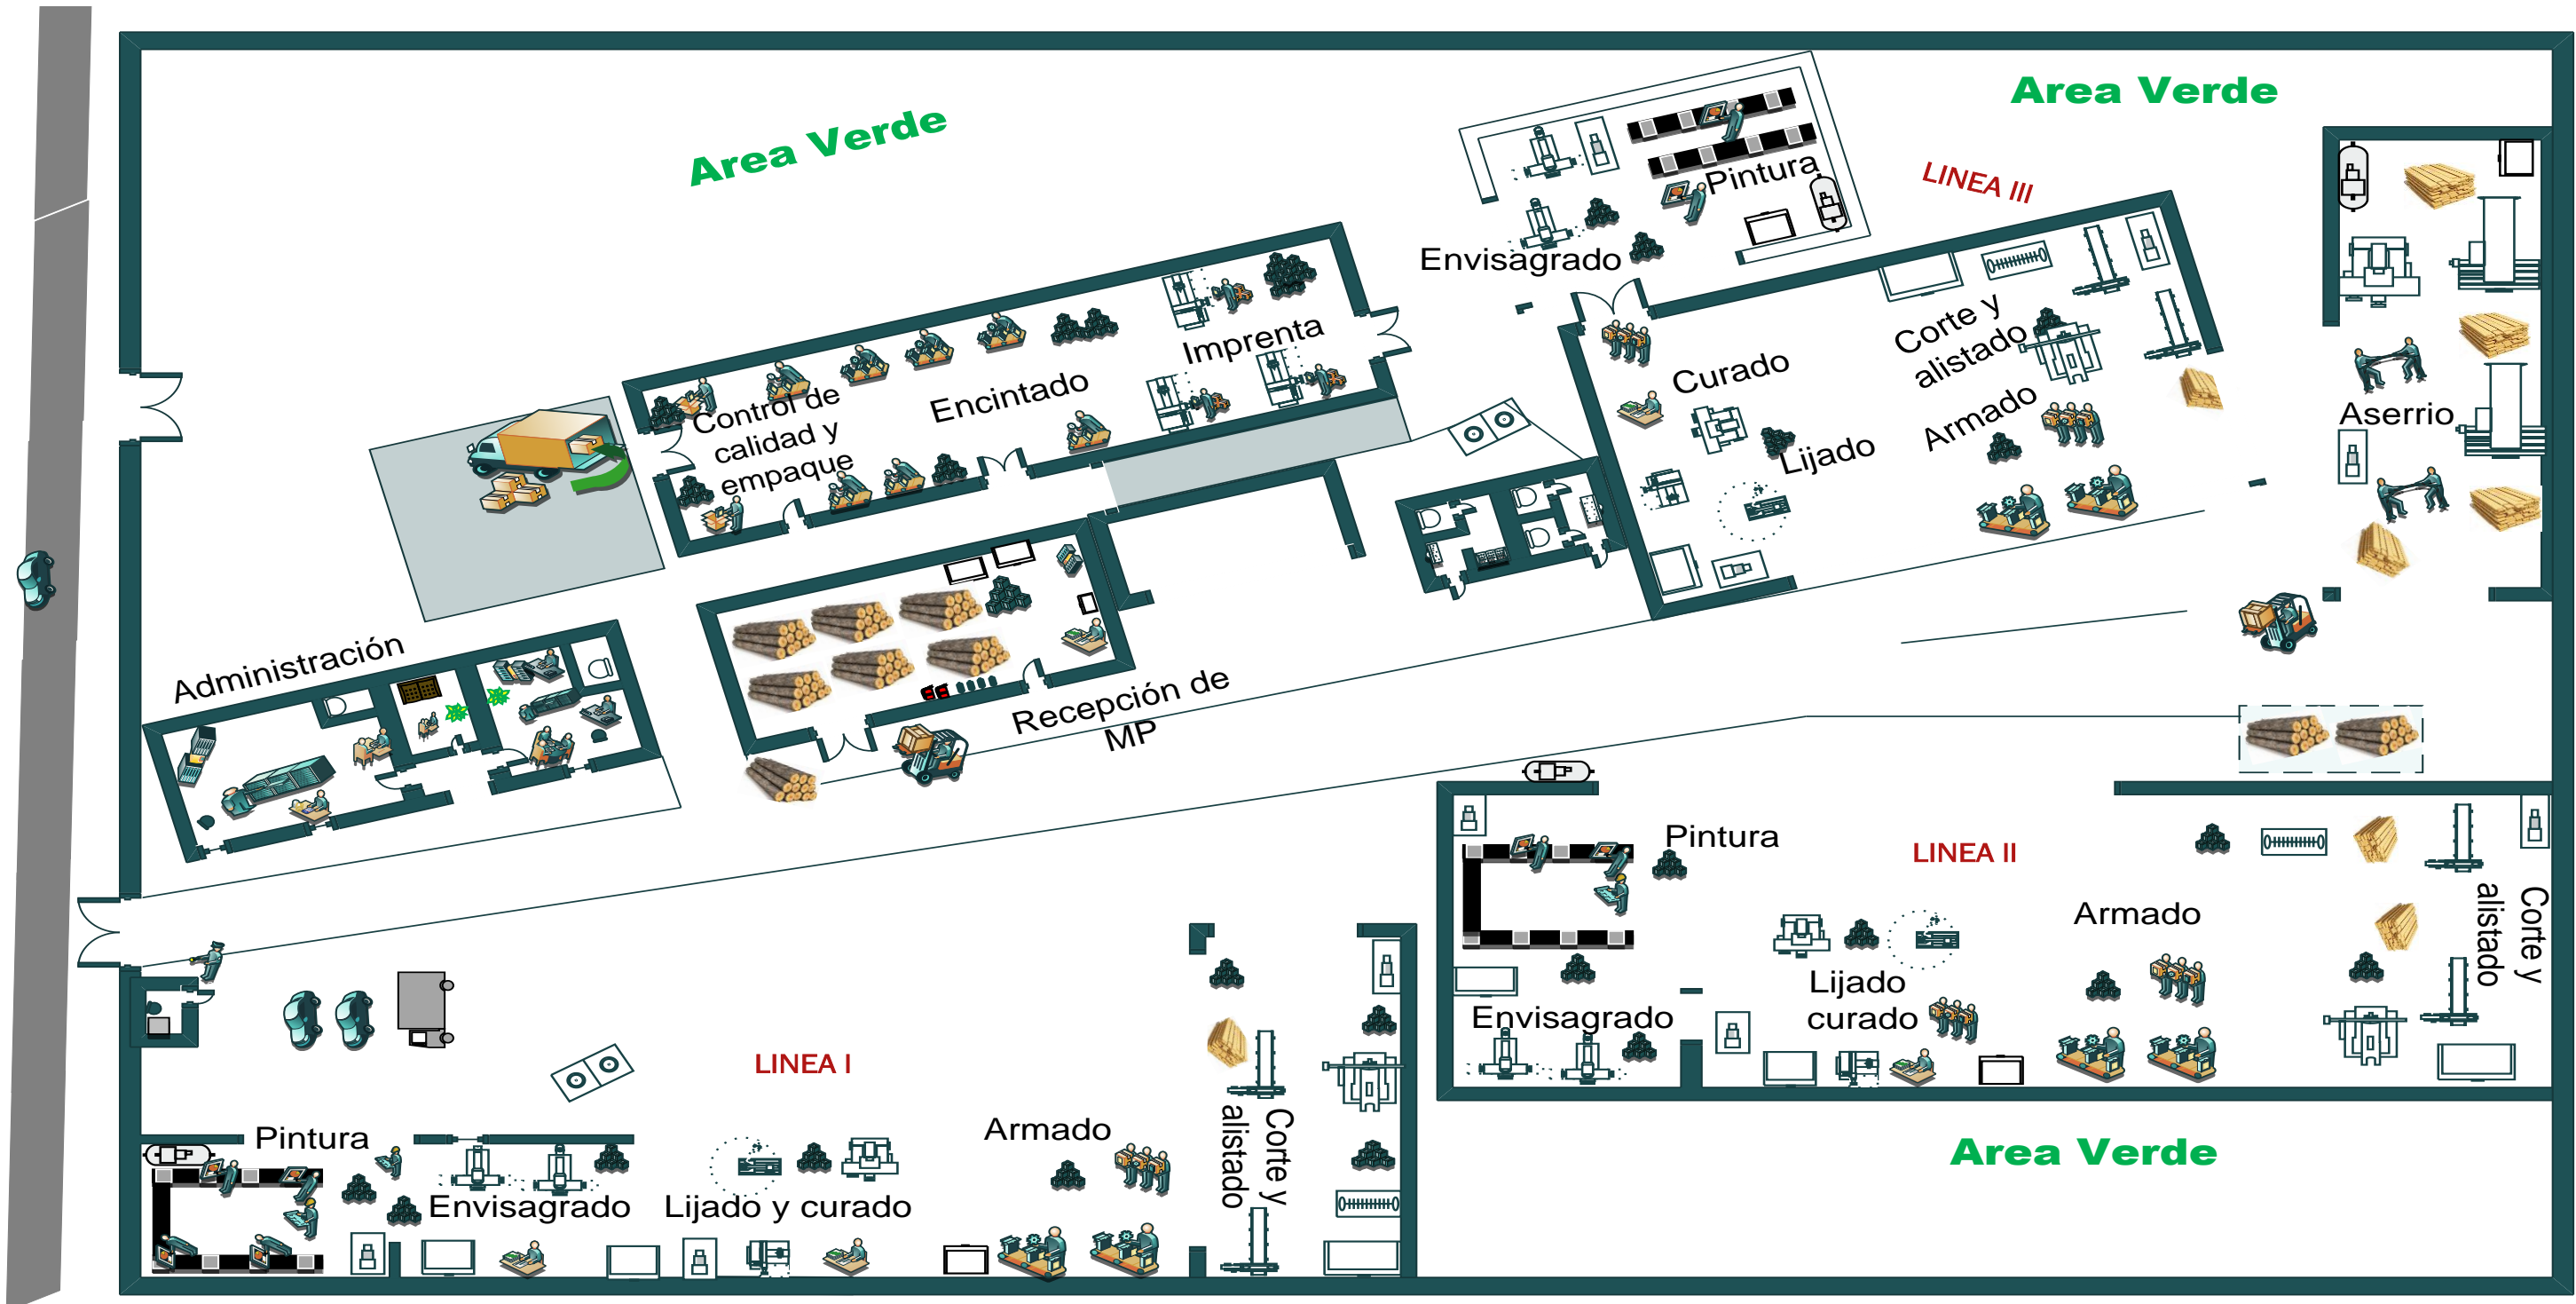 Area Verde
Area Verde
LINEA III
Pintura
Envisagrado
Imprenta
Encintado
Control de
calidad y
empaque
Curado
Corte y
alistado
Armado
Lijado
Aserrio
Administración
Recepción de
MP
Pintura
LINEA II
Armado
Corte y
alistado
Lijado
curado
Envisagrado
LINEA I
Pintura
Envisagrado
Lijado y curado
Armado
Corte y
alistado
Area Verde